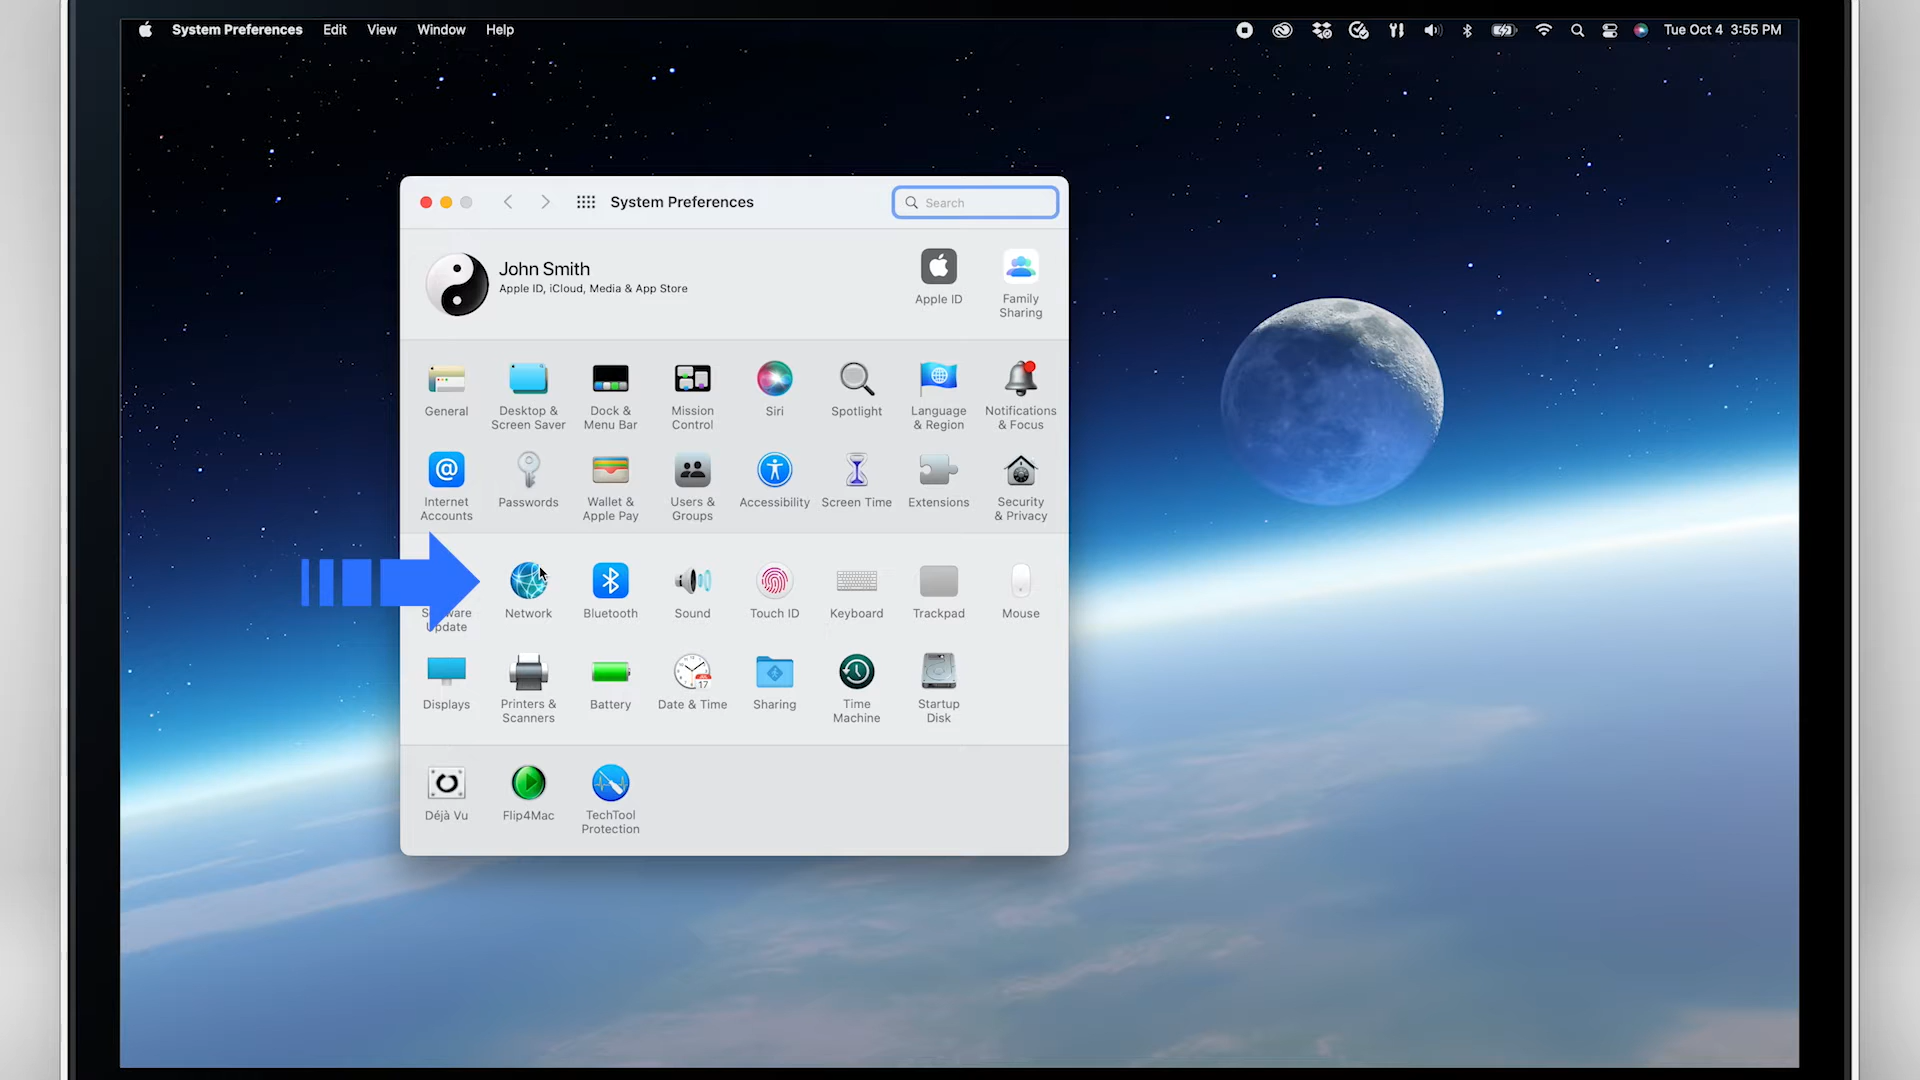 System Preferences Edit View Window Help
Tue Oct 4 3:55 PM
System Preferences
Search
John Smith
Apple ID, iCloud, Media & App Store
Apple ID
Family
Sharing
General
Desktop &
Screen Saver
Dock &
Menu Bar
Mission
Control
Siri
Spotlight
Language
& Region
Notifications
& Focus
Internet
Accounts
Passwords
Wallet &
Apple Pay
Users &
Groups
Accessibility
Screen Time
Extensions
Security
& Privacy
Update
Network
Bluetooth
Sound
Touch ID
Keyboard
Trackpad
Mouse
Displays
Printers &
Scanners
Battery
17
Date & Time
Sharing
Time
Machine
Startup
Disk
Déjà Vu
Flip4Mac
TechTool
Protection